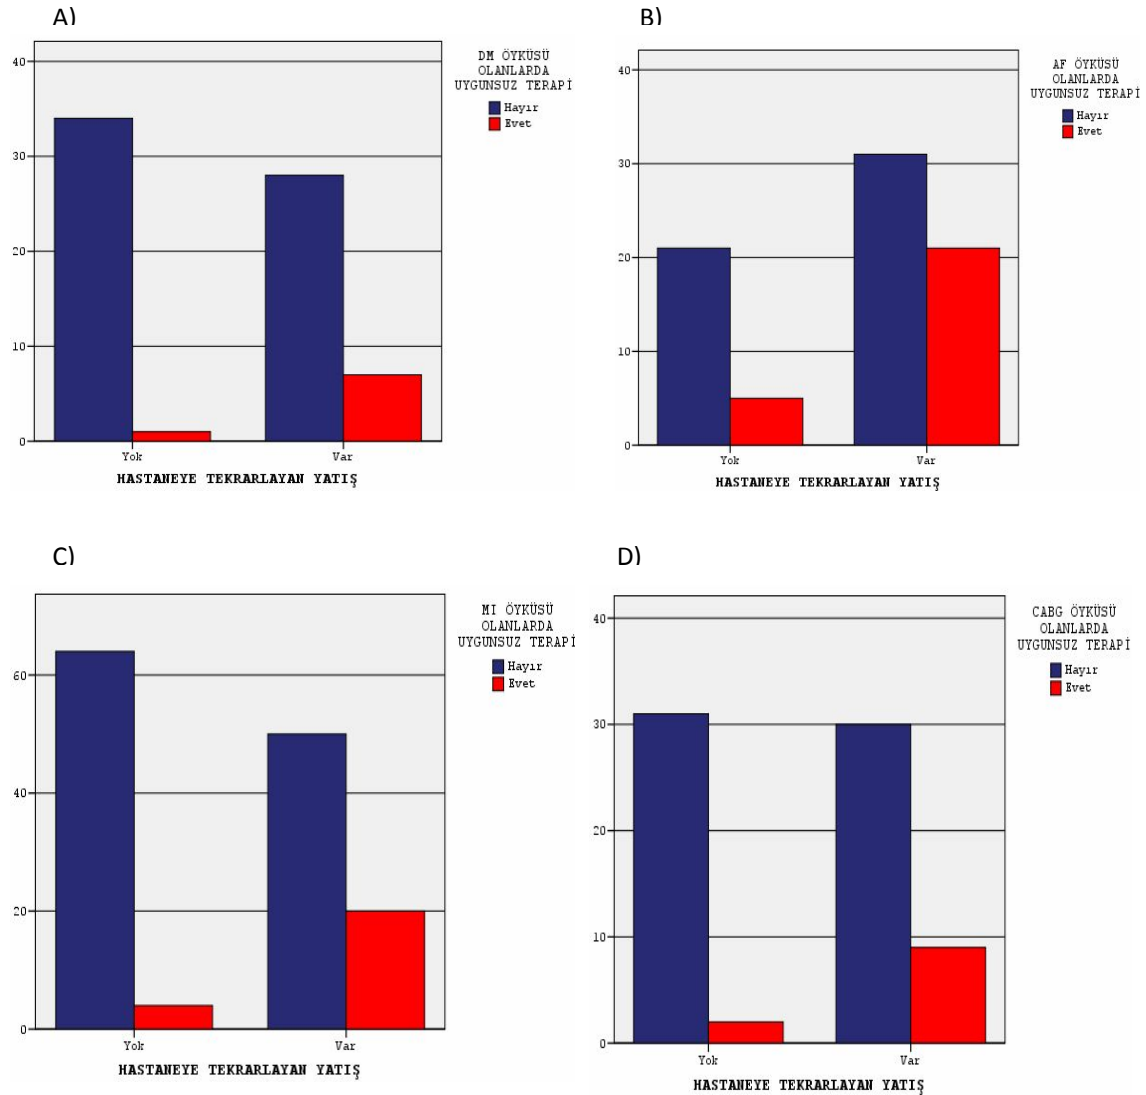 A)
DM ÖYKÜSÜ
OLANLARDA
UYGUNSUZ TERAPİ
Hayır
Evet
40
30
20
10
0
Yok
Var
HASTANEYE TEKRARLAYAN YATIŞ
B)
AF ÖYKÜSÜ
OLANLARDA
UYGUNSUZ TERAPİ
Hayır
Evet
40
30
20
10
0
Yok
Var
HASTANEYE TEKRARLAYAN YATIŞ
C)
MI ÖYKÜSÜ
OLANLARDA
UYGUNSUZ TERAPİ
Hayır
Evet
60
40
20
0
Yok
Var
HASTANEYE TEKRARLAYAN YATIŞ
D)
CABG ÖYKÜSÜ
OLANLARDA
UYGUNSUZ TERAPİ
Hayır
Evet
40
30
20
10
0
Yok
Var
HASTANEYE TEKRARLAYAN YATIŞ